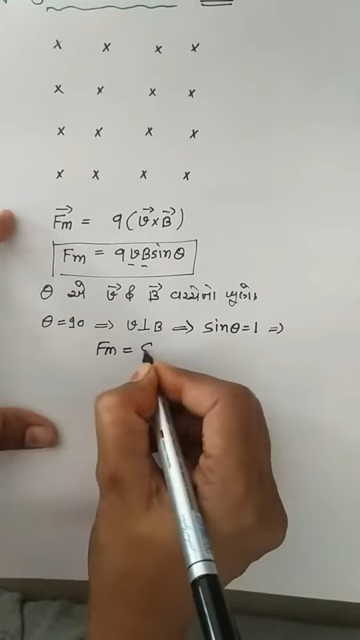 x x x x
x x x x
x x x x
x x x x
F⃗m = q (v⃗×B⃗)
Fm = qvBsinθ
θ એ v⃗ & B⃗ વચ્ચેનો ખુણો
θ=90 ⟹ v⊥B ⟹ sinθ=1 ⟹
Fm =